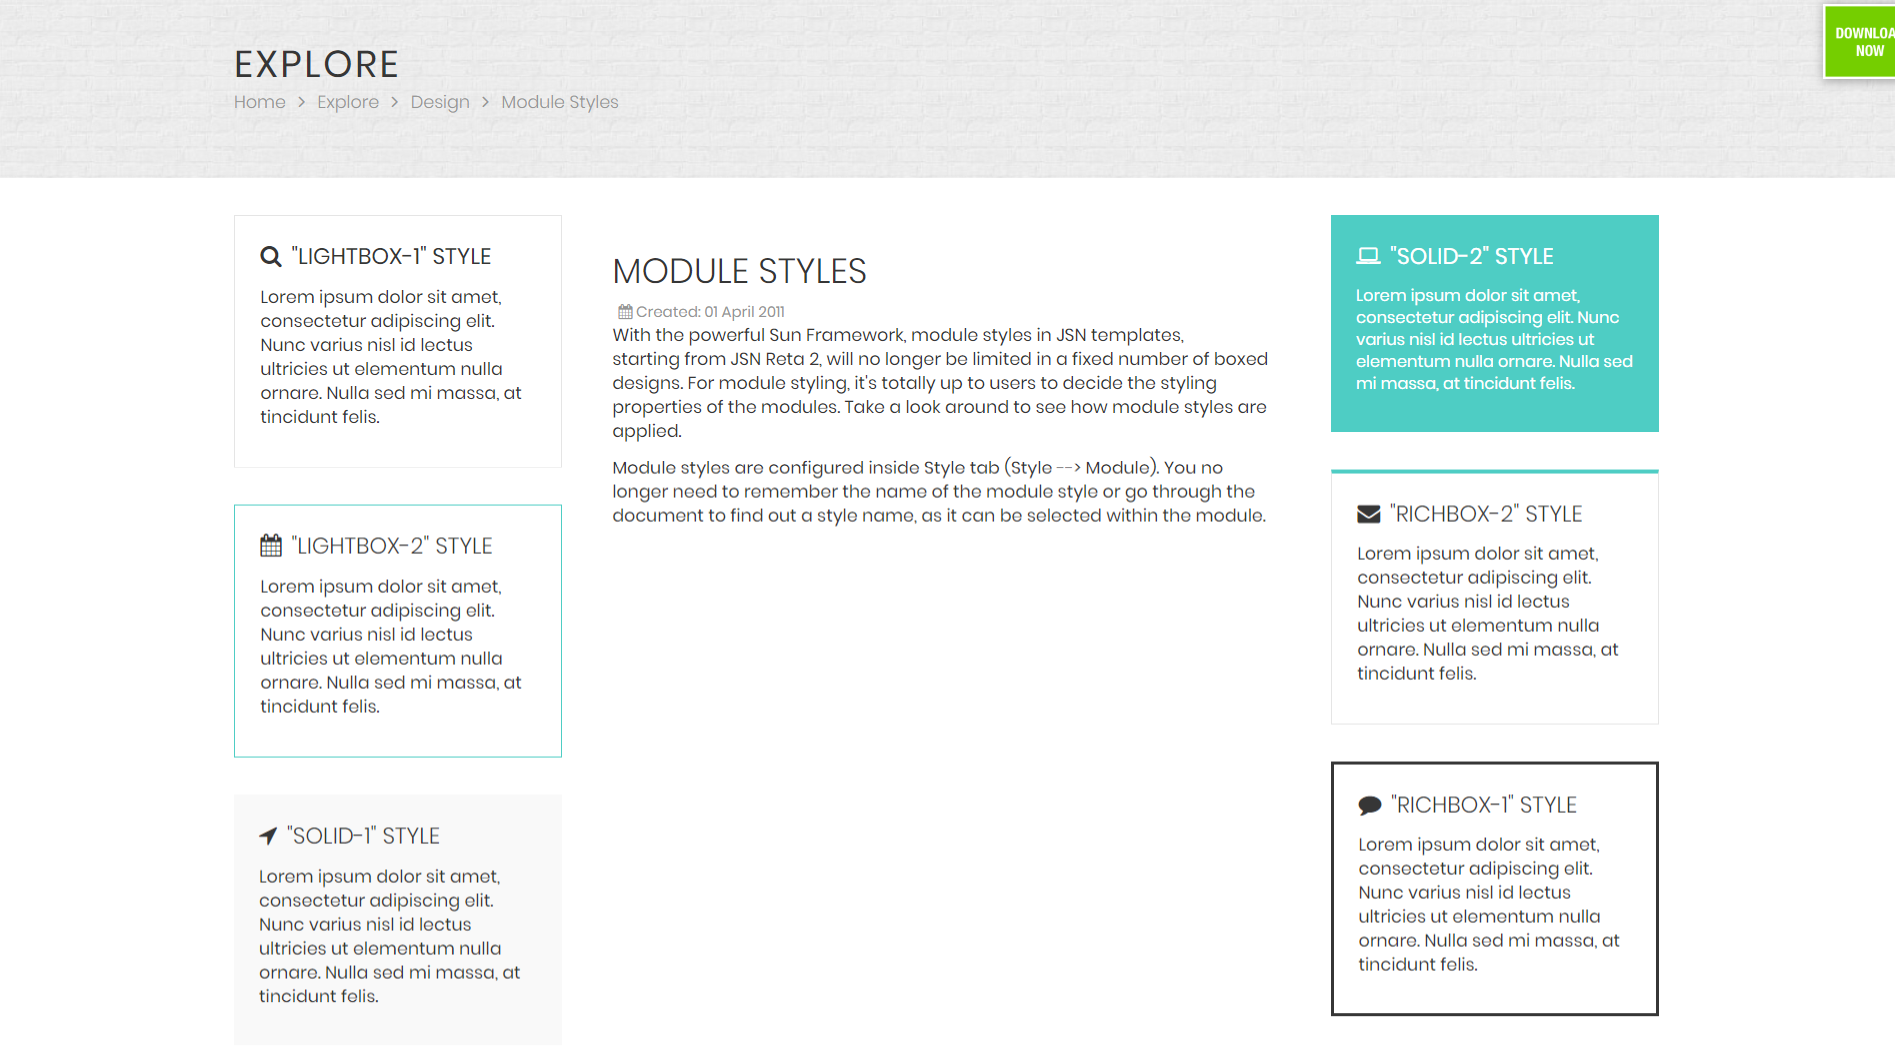 EXPLORE
Home > Explore > Design > Module Styles
DOWNLOA
NOW
"LIGHTBOX-1" STYLE
Lorem ipsum dolor sit amet,
consectetur adipiscing elit.
Nunc varius nisl id lectus
ultricies ut elementum nulla
ornare. Nulla sed mi massa, at
tincidunt felis.
"LIGHTBOX-2" STYLE
Lorem ipsum dolor sit amet,
consectetur adipiscing elit.
Nunc varius nisl id lectus
ultricies ut elementum nulla
ornare. Nulla sed mi massa, at
tincidunt felis.
"SOLID-1" STYLE
Lorem ipsum dolor sit amet,
consectetur adipiscing elit.
Nunc varius nisl id lectus
ultricies ut elementum nulla
ornare. Nulla sed mi massa, at
tincidunt felis.
MODULE STYLES
Created: 01 April 2011
With the powerful Sun Framework, module styles in JSN templates,
starting from JSN Reta 2, will no longer be limited in a fixed number of boxed
designs. For module styling, it's totally up to users to decide the styling
properties of the modules. Take a look around to see how module styles are
applied.
Module styles are configured inside Style tab (Style --> Module). You no
longer need to remember the name of the module style or go through the
document to find out a style name, as it can be selected within the module.
"SOLID-2" STYLE
Lorem ipsum dolor sit amet,
consectetur adipiscing elit. Nunc
varius nisl id lectus ultricies ut
elementum nulla ornare. Nulla sed
mi massa, at tincidunt felis.
"RICHBOX-2" STYLE
Lorem ipsum dolor sit amet,
consectetur adipiscing elit.
Nunc varius nisl id lectus
ultricies ut elementum nulla
ornare. Nulla sed mi massa, at
tincidunt felis.
"RICHBOX-1" STYLE
Lorem ipsum dolor sit amet,
consectetur adipiscing elit.
Nunc varius nisl id lectus
ultricies ut elementum nulla
ornare. Nulla sed mi massa, at
tincidunt felis.